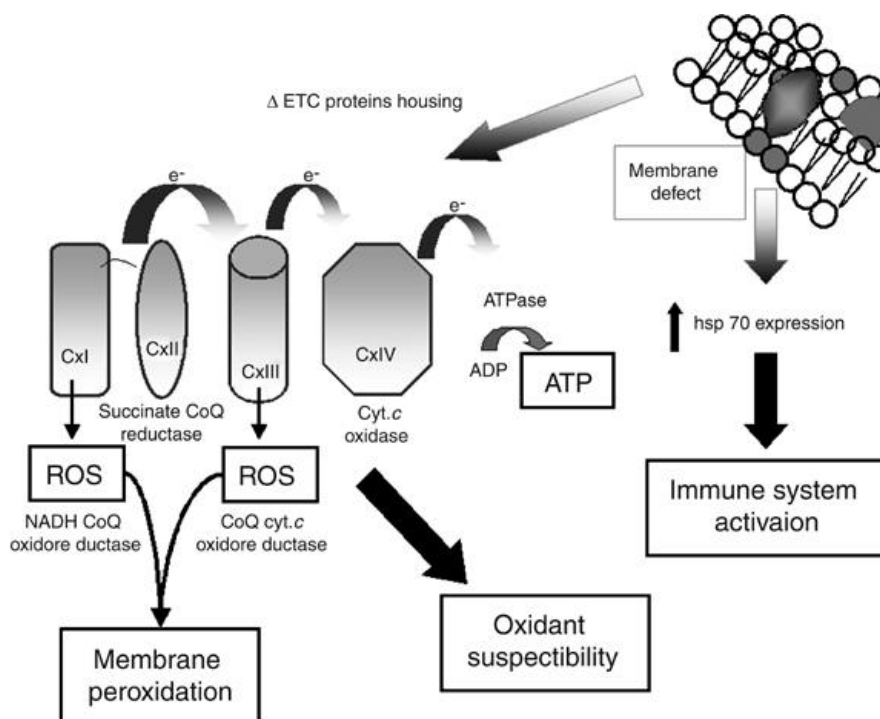 Δ ETC proteins housing
Membrane
defect
e-
e-
e-
ATPase
hsp 70 expression
CxI
CxII
CxIII
CxIV
ADP
ATP
Succinate CoQ
reductase
Cyt.c
oxidase
ROS
ROS
Immune system
activaion
NADH CoQ
oxidore ductase
CoQ cyt.c
oxidore ductase
Oxidant
suspectibility
Membrane
peroxidation